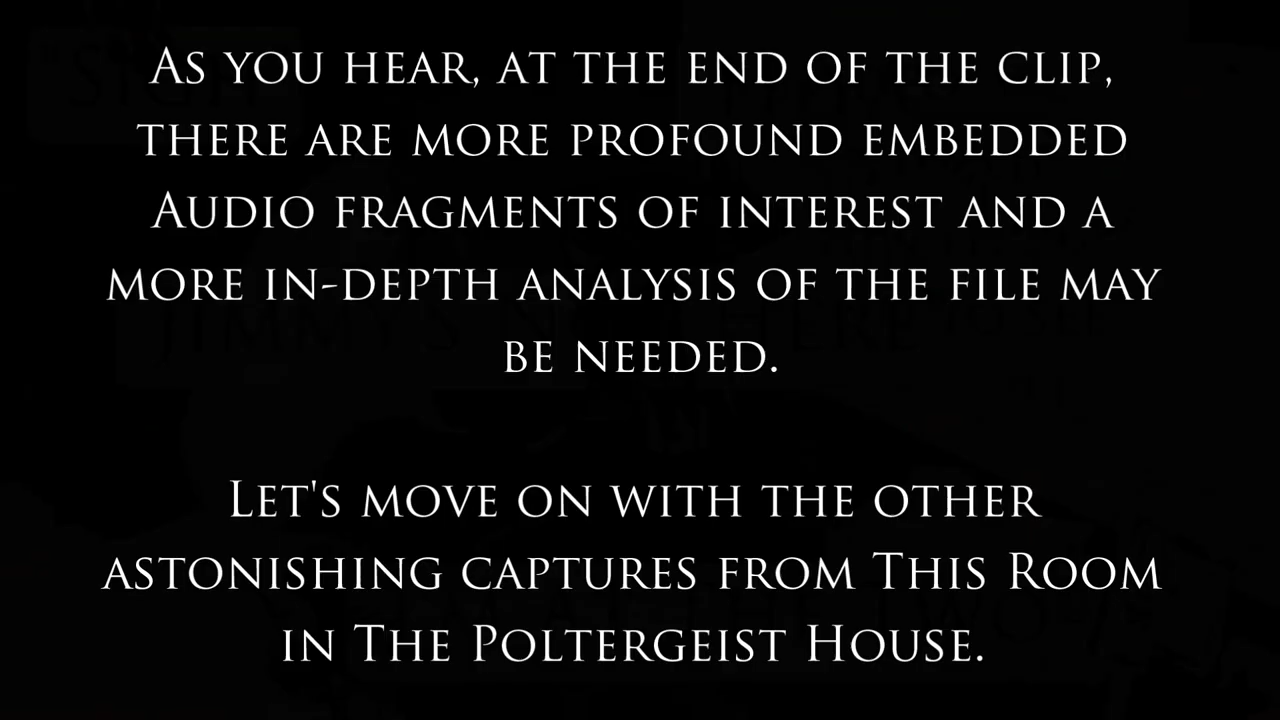 As you hear, at the end of the clip,
there are more profound embedded
Audio fragments of interest and a
more in-depth analysis of the file may
be needed.
Let's move on with the other
astonishing captures from This Room
in The Poltergeist House.